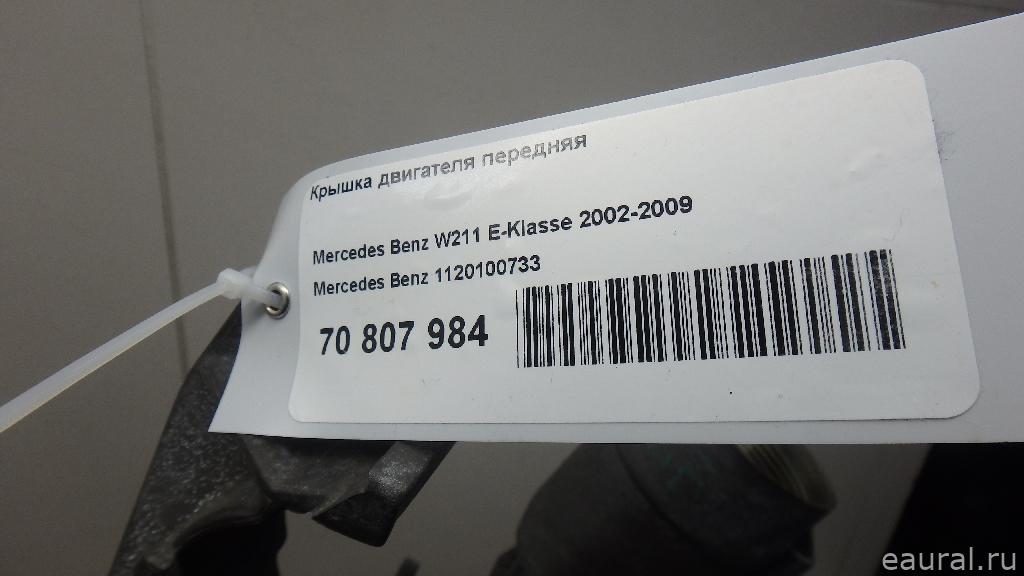 Крышка двигателя передняя
Mercedes Benz W211 E-Klasse 2002-2009
Mercedes Benz 1120100733
70 807 984
eaural.ru